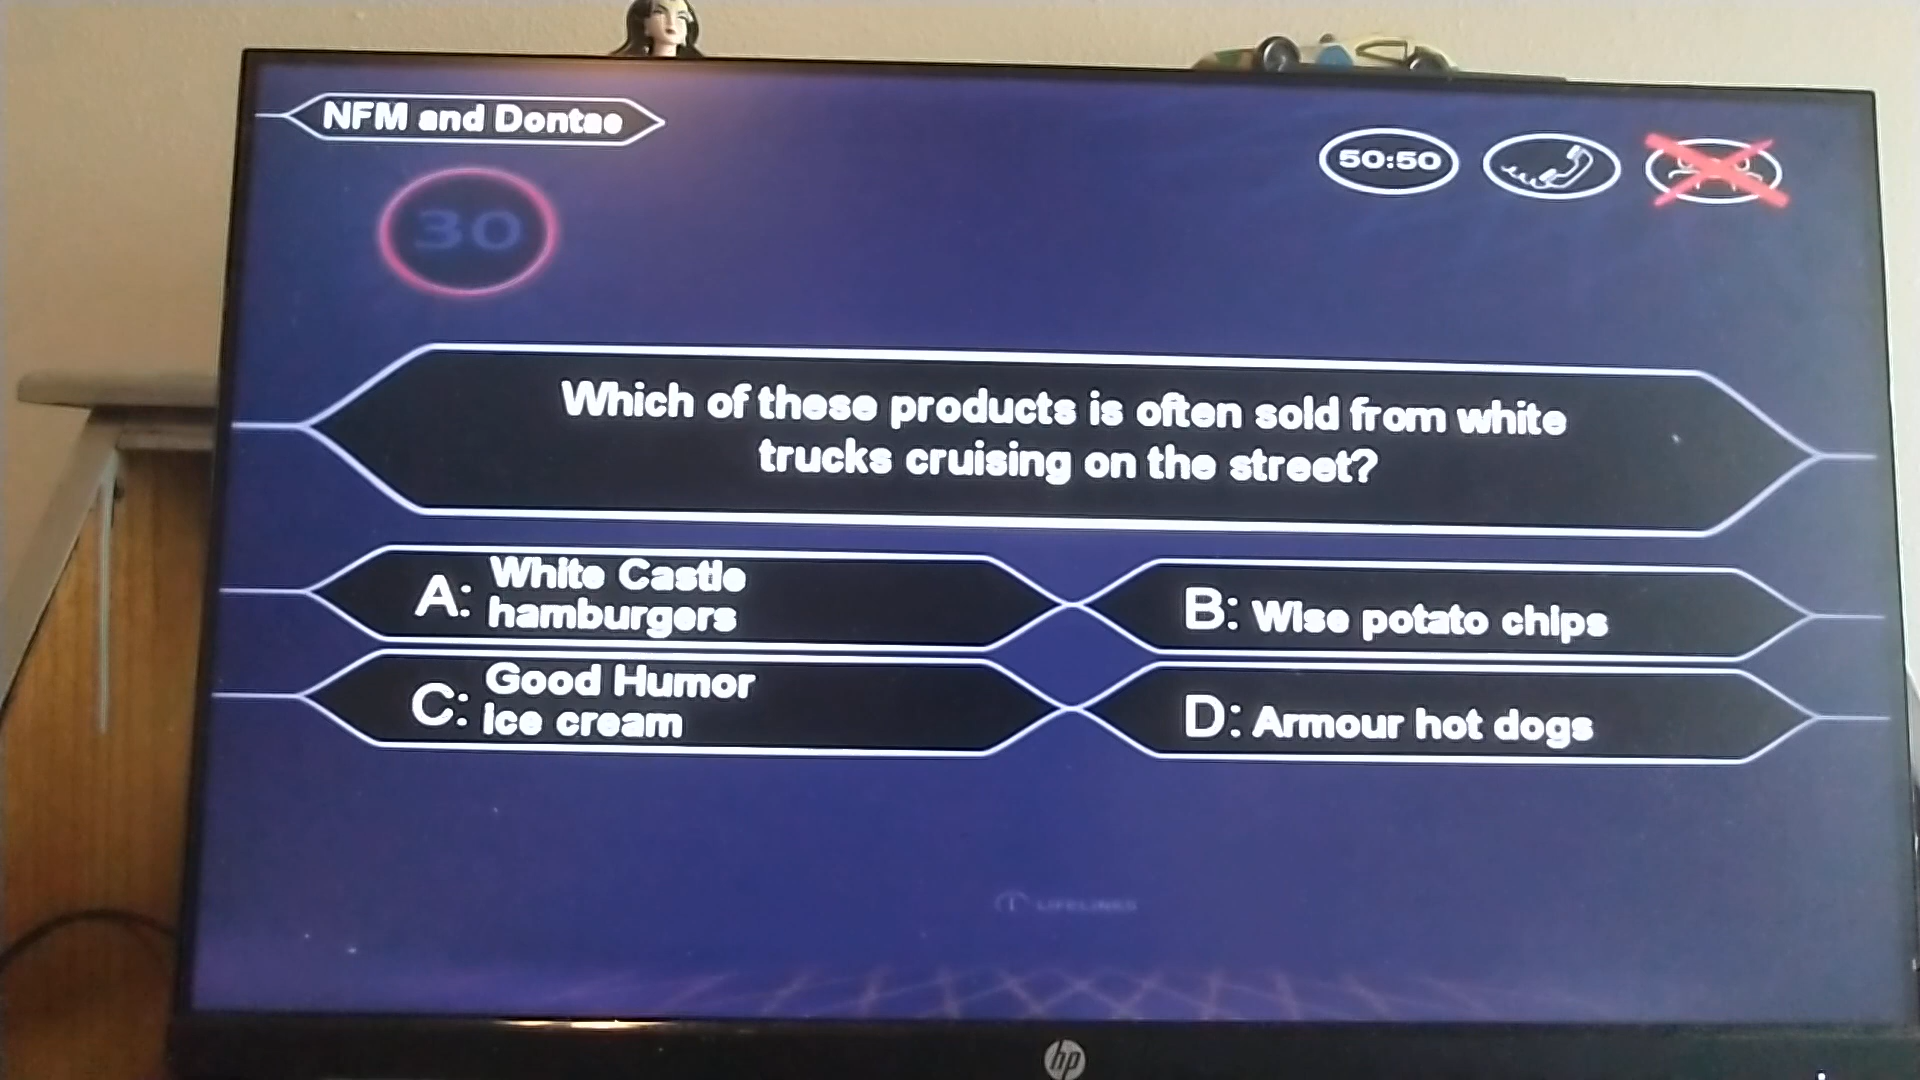 NFM and Dontae
50:50
30
Which of these products is often sold from white
trucks cruising on the street?
A: White Castle
hamburgers
B: Wise potato chips
C: Good Humor
ice cream
D: Armour hot dogs
LIFELINES
hp